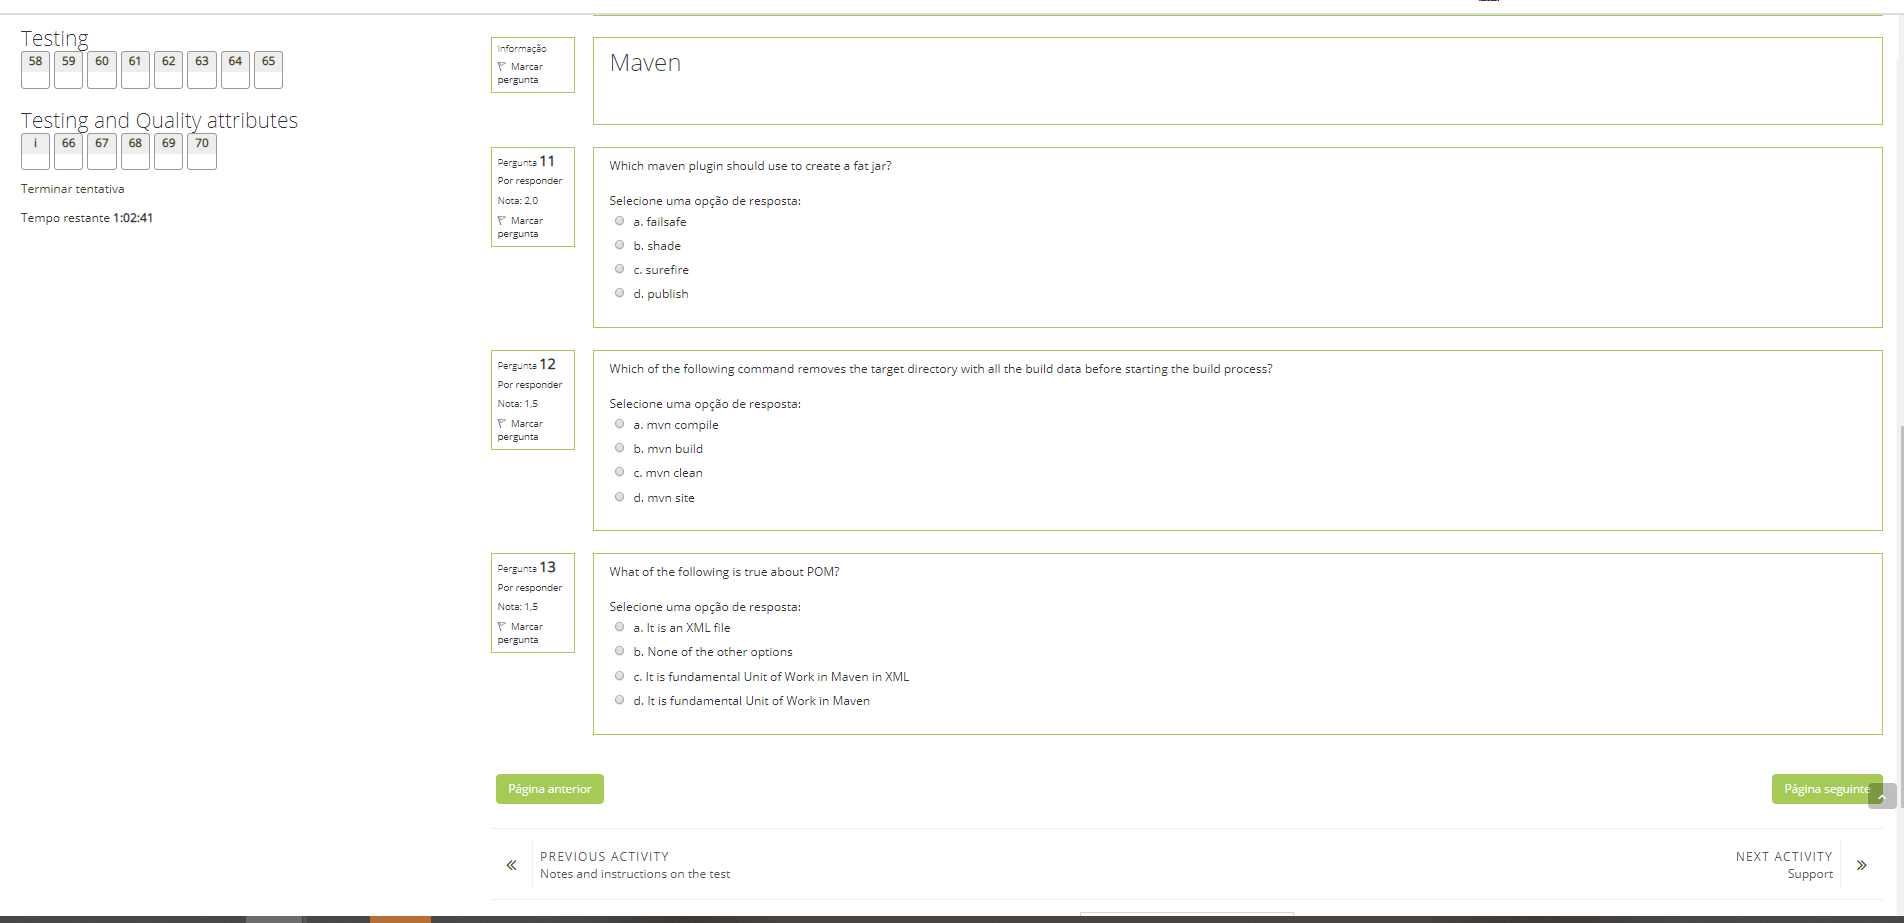 Testing
58 59 60 61 62 63 64 65
Testing and Quality attributes
i 66 67 68 69 70
Terminar tentativa
Tempo restante 1:02:41
Informação
Marcar
pergunta
Maven
Pergunta 11
Por responder
Nota: 2,0
Marcar
pergunta
Which maven plugin should use to create a fat jar?
Selecione uma opção de resposta:
a. failsafe
b. shade
c. surefire
d. publish
Pergunta 12
Por responder
Nota: 1,5
Marcar
pergunta
Which of the following command removes the target directory with all the build data before starting the build process?
Selecione uma opção de resposta:
a. mvn compile
b. mvn build
c. mvn clean
d. mvn site
Pergunta 13
Por responder
Nota: 1,5
Marcar
pergunta
What of the following is true about POM?
Selecione uma opção de resposta:
a. It is an XML file
b. None of the other options
c. It is fundamental Unit of Work in Maven in XML
d. It is fundamental Unit of Work in Maven
Página anterior
Página seguinte
PREVIOUS ACTIVITY
Notes and instructions on the test
NEXT ACTIVITY
Support